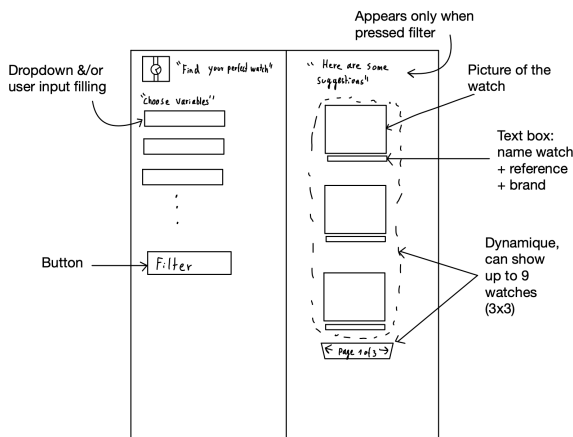 Appears only when
pressed filter
Dropdown &/or
user input filling
"Find your perfect watch"
"Choose variables"
"Here are some
suggestions"
Picture of the
watch
Text box:
name watch
+ reference
+ brand
Button
Filter
Dynamique,
can show
up to 9
watches
(3x3)
← Page 1 of 3 →